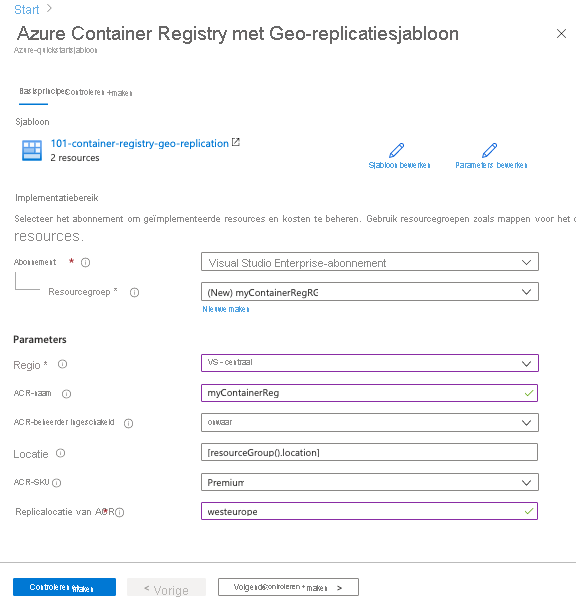 Start
Azure Container Registry met Geo-replicatiesjabloon
Azure-quickstartsjabloon
Basisprincipes Controleren + maken
Sjabloon
101-container-registry-geo-replication
2 resources
Sjabloon bewerken Parameters bewerken
Implementatiebereik
Selecteer het abonnement om geïmplementeerde resources en kosten te beheren. Gebruik resourcegroepen zoals mappen voor het
resources.
Abonnement * Visual Studio Enterprise-abonnement
Resourcegroep * (New) myContainerRegRG
Nieuwe maken
Parameters
Regio * VS - centraal
ACR-naam myContainerReg
ACR-beheerder ingeschakeld onwaar
Locatie [resourceGroup().location]
ACR-SKU Premium
Replicalocatie van ACR * westeurope
Controleren + maken < Vorige Volgende: Controleren + maken >